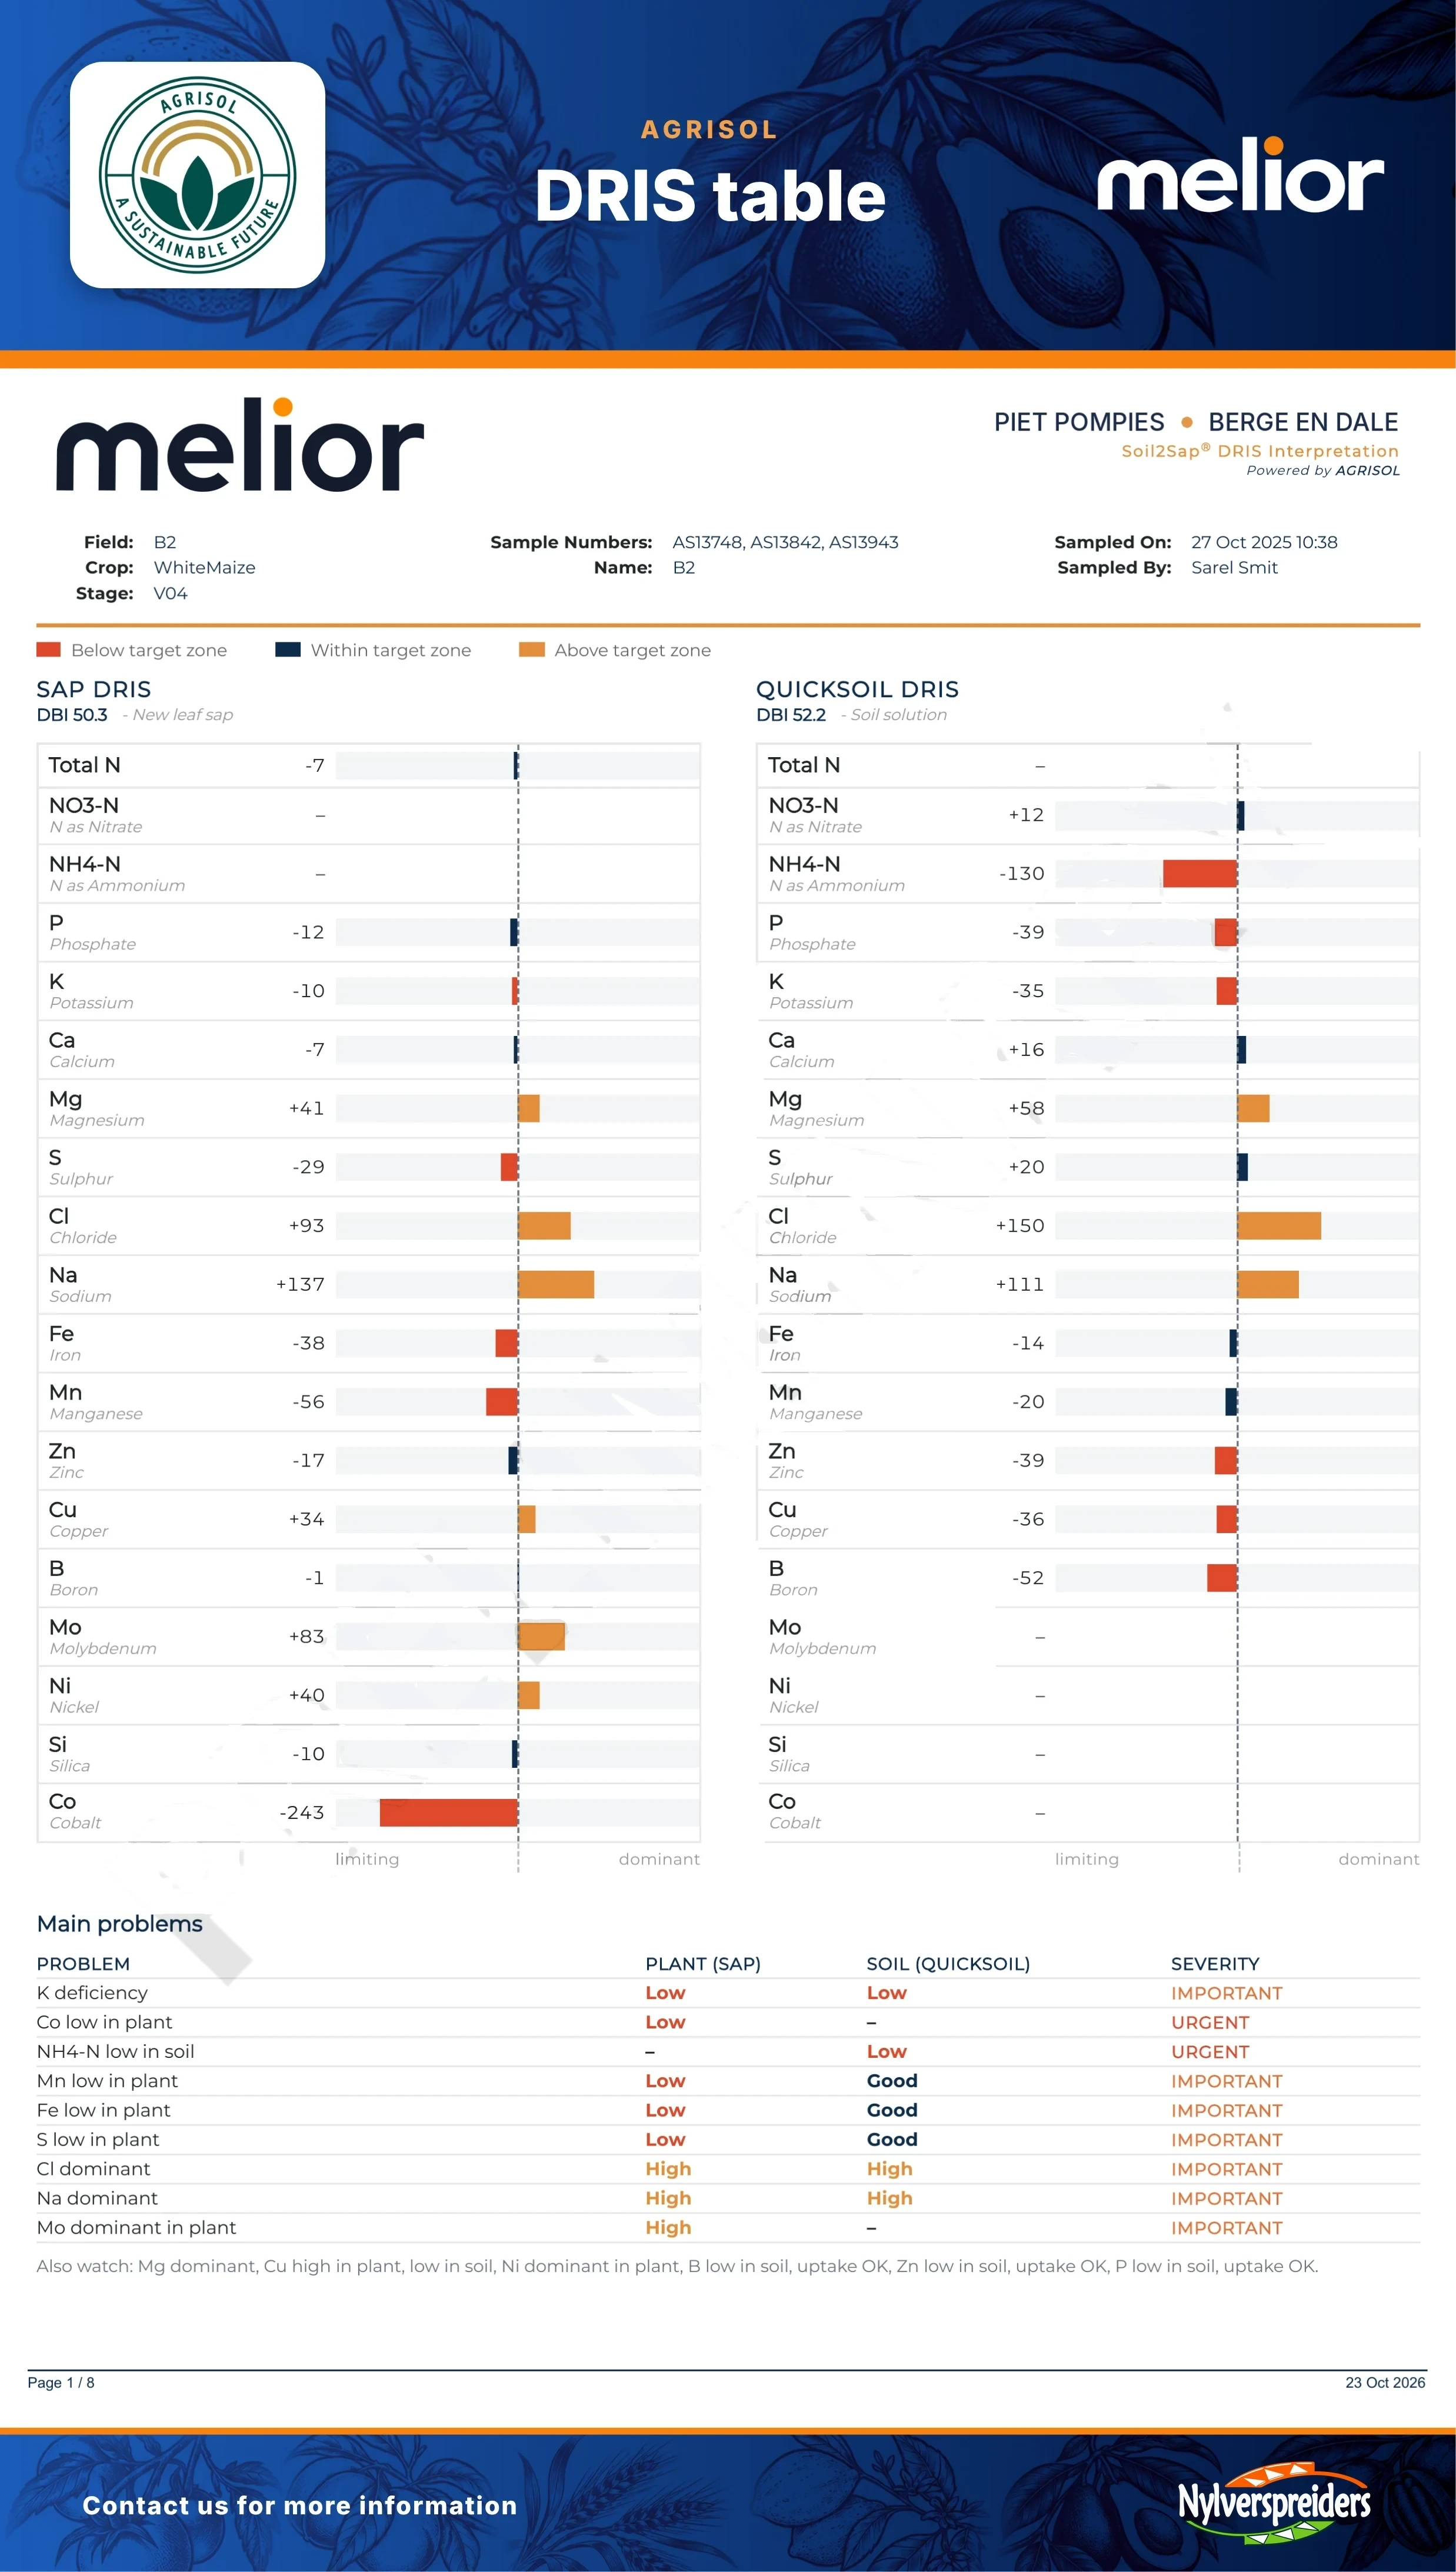 AGRISOL
A SUSTAINABLE FUTURE
AGRISOL
DRIS table
melior
melior
PIET POMPIES • BERGE EN DALE
Soil2Sap® DRIS Interpretation
Powered by AGRISOL
Field: B2
Crop: WhiteMaize
Stage: V04
Sample Numbers: AS13748, AS13842, AS13943
Name: B2
Sampled On: 27 Oct 2025 10:38
Sampled By: Sarel Smit
Below target zone
Within target zone
Above target zone
SAP DRIS
DBI 50.3 - New leaf sap
Total N -7
NO3-N –
N as Nitrate
NH4-N –
N as Ammonium
P -12
Phosphate
K -10
Potassium
Ca -7
Calcium
Mg +41
Magnesium
S -29
Sulphur
Cl +93
Chloride
Na +137
Sodium
Fe -38
Iron
Mn -56
Manganese
Zn -17
Zinc
Cu +34
Copper
B -1
Boron
Mo +83
Molybdenum
Ni +40
Nickel
Si -10
Silica
Co -243
Cobalt
limiting dominant
QUICKSOIL DRIS
DBI 52.2 - Soil solution
Total N –
NO3-N +12
N as Nitrate
NH4-N -130
N as Ammonium
P -39
Phosphate
K -35
Potassium
Ca +16
Calcium
Mg +58
Magnesium
S +20
Sulphur
Cl +150
Chloride
Na +111
Sodium
Fe -14
Iron
Mn -20
Manganese
Zn -39
Zinc
Cu -36
Copper
B -52
Boron
Mo –
Molybdenum
Ni –
Nickel
Si –
Silica
Co –
Cobalt
limiting dominant
Main problems
PROBLEM PLANT (SAP) SOIL (QUICKSOIL) SEVERITY
K deficiency Low Low IMPORTANT
Co low in plant Low – URGENT
NH4-N low in soil – Low URGENT
Mn low in plant Low Good IMPORTANT
Fe low in plant Low Good IMPORTANT
S low in plant Low Good IMPORTANT
Cl dominant High High IMPORTANT
Na dominant High High IMPORTANT
Mo dominant in plant High – IMPORTANT
Also watch: Mg dominant, Cu high in plant, low in soil, Ni dominant in plant, B low in soil, uptake OK, Zn low in soil, uptake OK, P low in soil, uptake OK.
Page 1 / 8
23 Oct 2026
Contact us for more information
Nylverspreiders